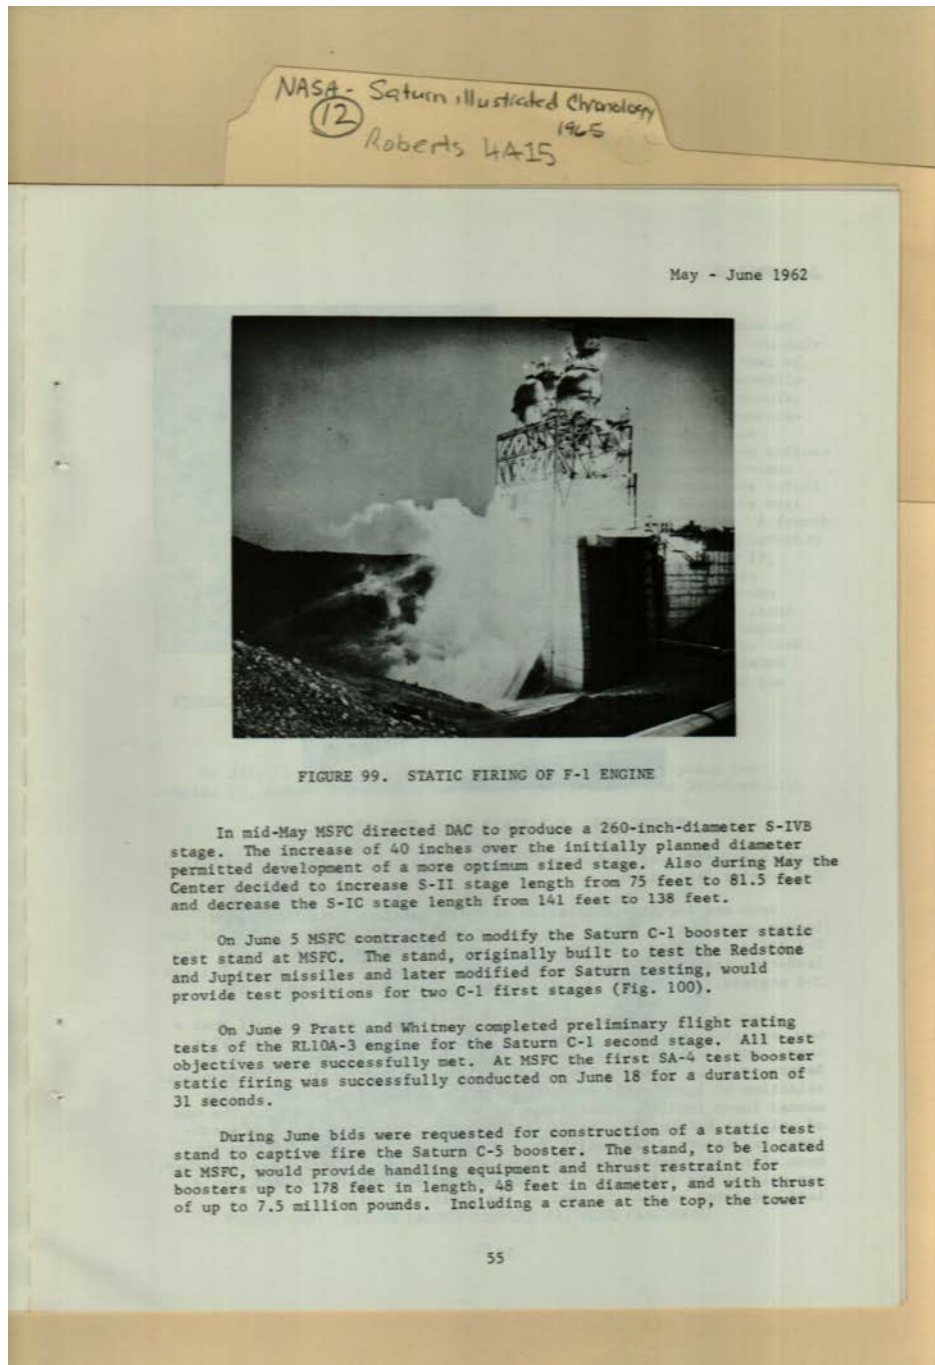 NASA - Saturn illustrated Chronology
12
1965
Roberts 4A15
May - June 1962
FIGURE 99. STATIC FIRING OF F-1 ENGINE
In mid-May MSFC directed DAC to produce a 260-inch-diameter S-IVB
stage. The increase of 40 inches over the initially planned diameter
permitted development of a more optimum sized stage. Also during May the
Center decided to increase S-II stage length from 75 feet to 81.5 feet
and decrease the S-IC stage length from 141 feet to 138 feet.
On June 5 MSFC contracted to modify the Saturn C-1 booster static
test stand at MSFC. The stand, originally built to test the Redstone
and Jupiter missiles and later modified for Saturn testing, would
provide test positions for two C-1 first stages (Fig. 100).
On June 9 Pratt and Whitney completed preliminary flight rating
tests of the RL10A-3 engine for the Saturn C-1 second stage. All test
objectives were successfully met. At MSFC the first SA-4 test booster
static firing was successfully conducted on June 18 for a duration of
31 seconds.
During June bids were requested for construction of a static test
stand to captive fire the Saturn C-5 booster. The stand, to be located
at MSFC, would provide handling equipment and thrust restraint for
boosters up to 178 feet in length, 48 feet in diameter, and with thrust
of up to 7.5 million pounds. Including a crane at the top, the tower
55